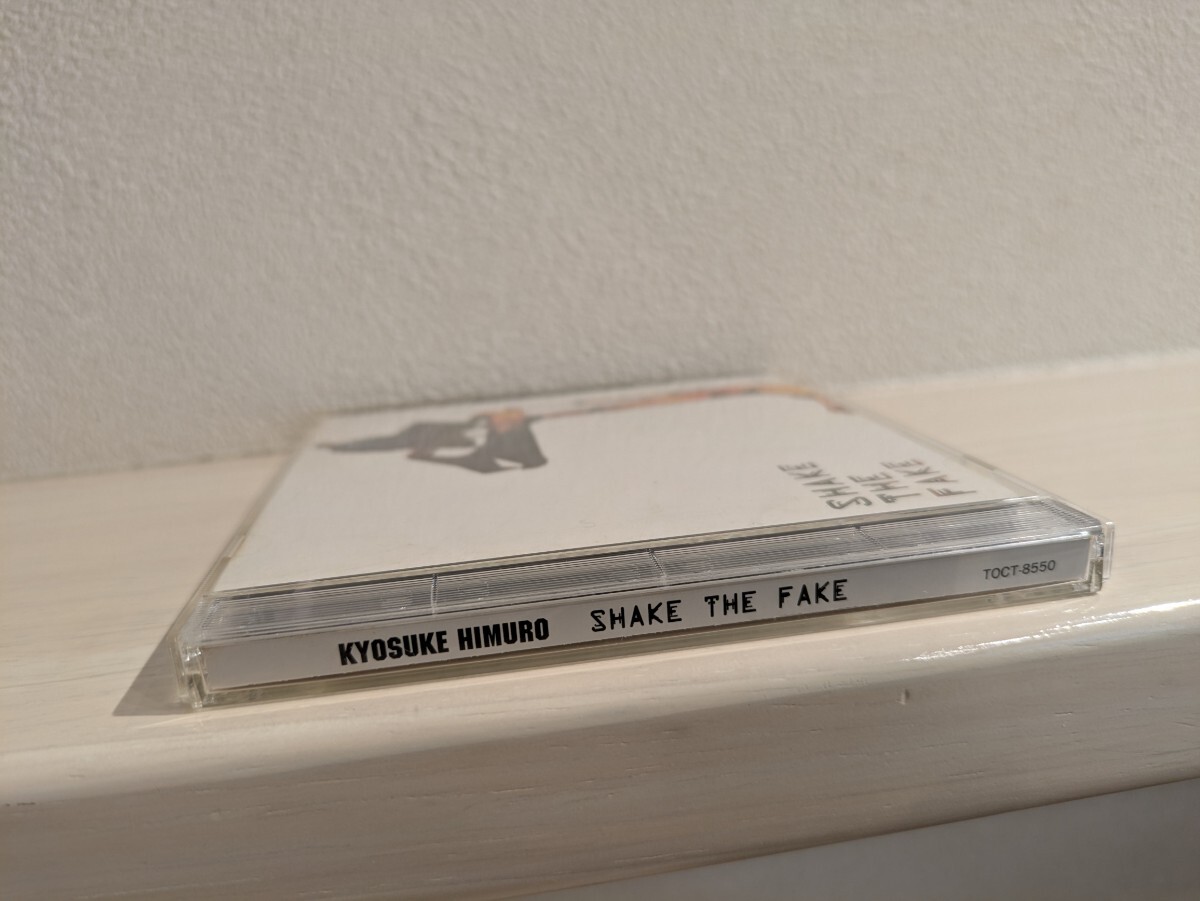 SHAKE
THE
FAKE
KYOSUKE HIMURO SHAKE THE FAKE TOCT-8550